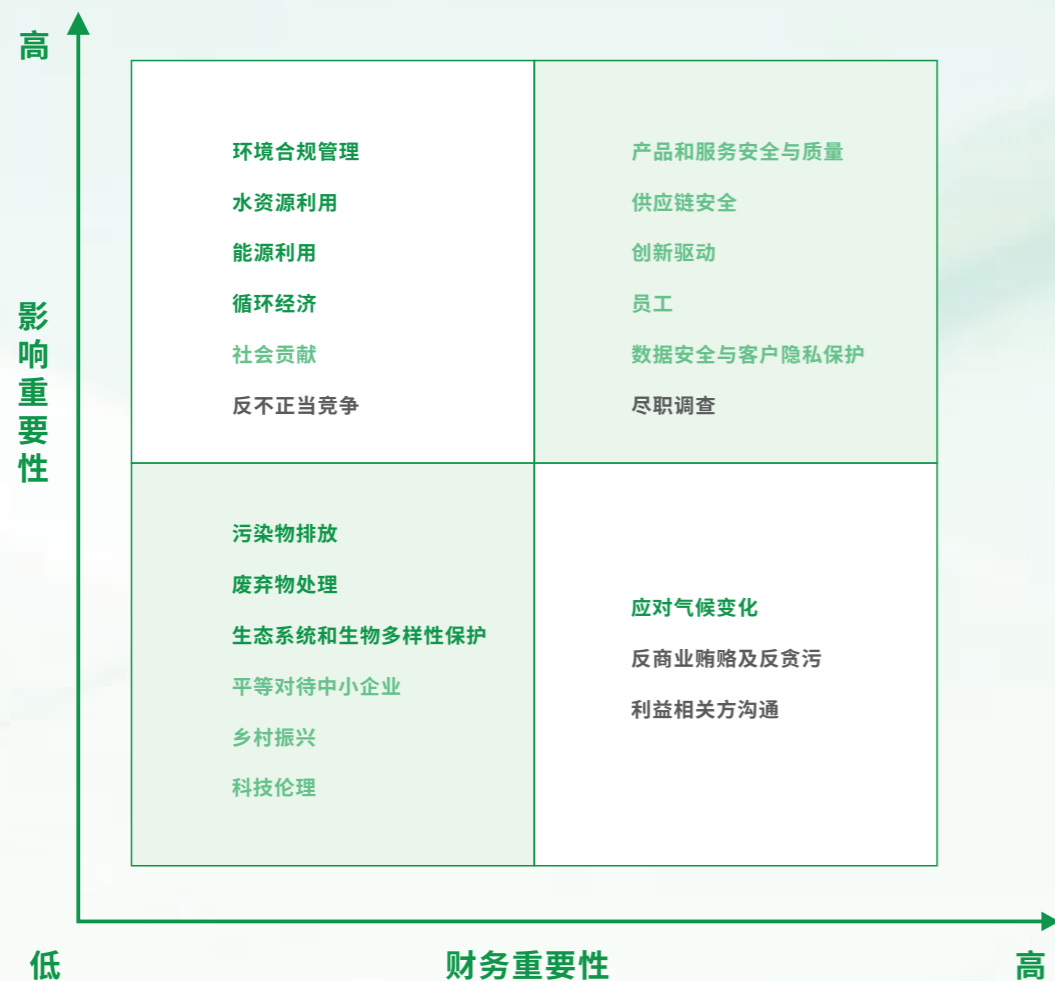 高
影响重要性
环境合规管理
水资源利用
能源利用
循环经济
社会贡献
反不正当竞争
产品和服务安全与质量
供应链安全
创新驱动
员工
数据安全与客户隐私保护
尽职调查
污染物排放
废弃物处理
生态系统和生物多样性保护
平等对待中小企业
乡村振兴
科技伦理
应对气候变化
反商业贿赂及反贪污
利益相关方沟通
低
财务重要性
高